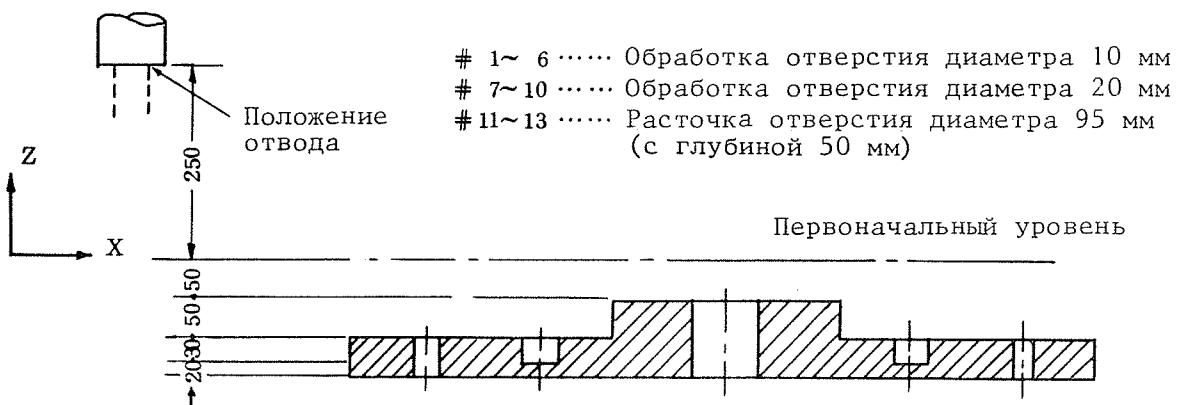 # 1~ 6 ······ Обработка отверстия диаметра 10 мм
# 7~10 ······ Обработка отверстия диаметра 20 мм
#11~13 ······ Расточка отверстия диаметра 95 мм
(с глубиной 50 мм)
Положение
отвода
250
Z
X
Первоначальный уровень
50
50
30
20